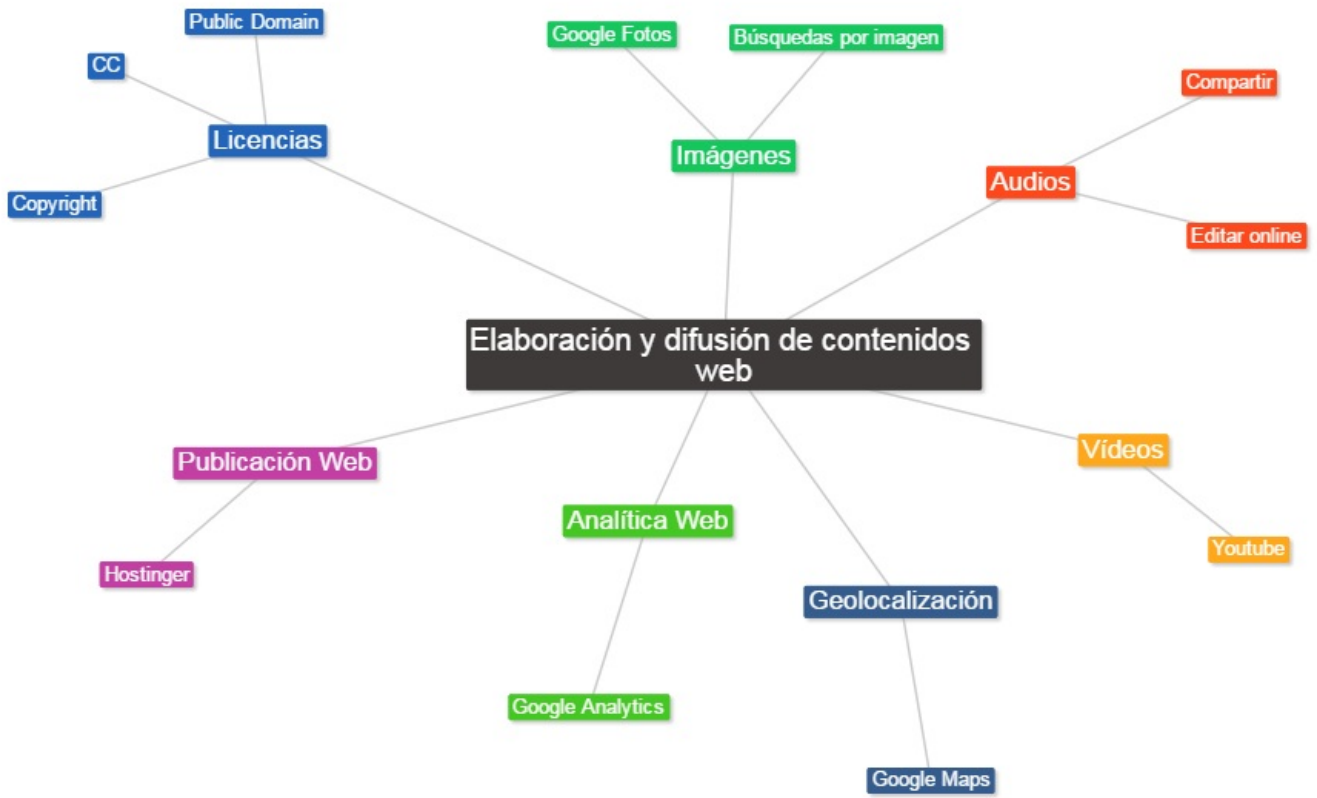 Public Domain
CC
Licencias
Copyright
Google Fotos
Búsquedas por imagen
Imágenes
Compartir
Audios
Editar online
Elaboración y difusión de contenidos
web
Publicación Web
Hostinger
Analítica Web
Google Analytics
Geolocalización
Google Maps
Vídeos
Youtube